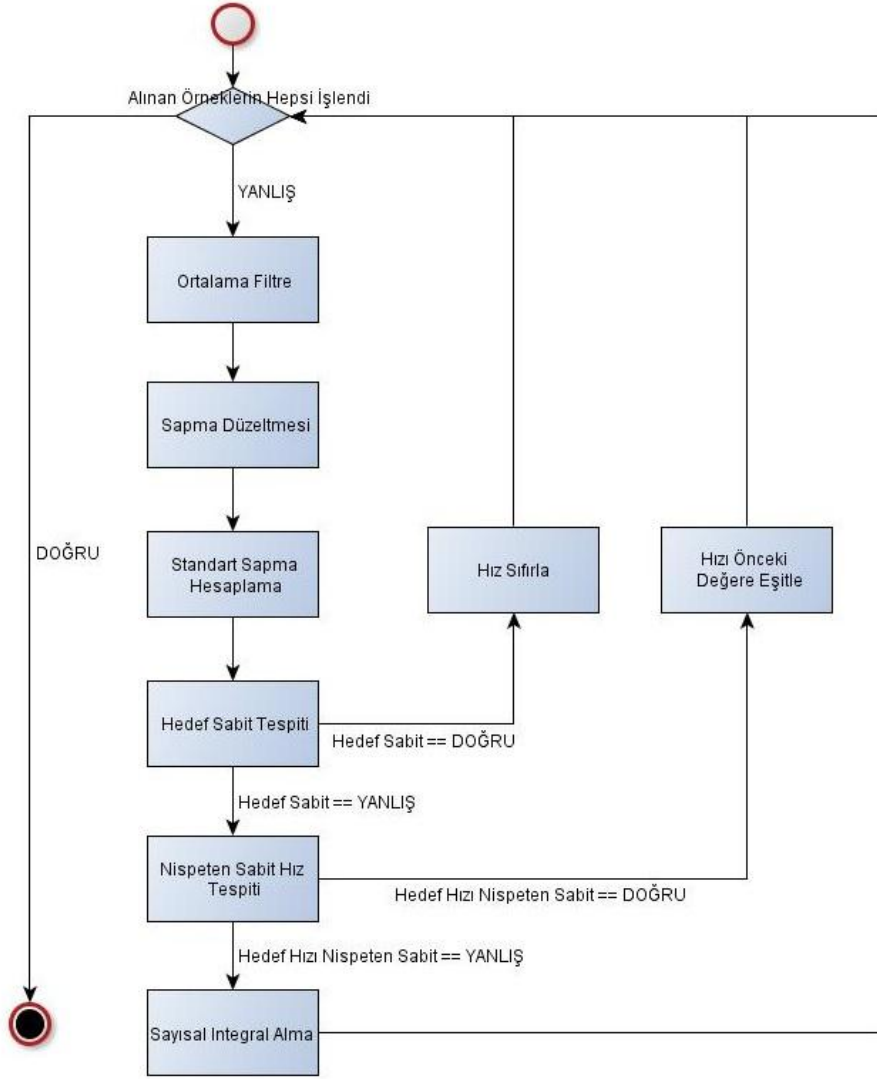 Alınan Örneklerin Hepsi İşlendi
YANLIŞ
Ortalama Filtre
Sapma Düzeltmesi
DOĞRU
Standart Sapma
Hesaplama
Hız Sıfırla
Hızı Önceki
Değere Eşitle
Hedef Sabit Tespiti
Hedef Sabit == DOĞRU
Hedef Sabit == YANLIŞ
Nispeten Sabit Hız
Tespiti
Hedef Hızı Nispeten Sabit == DOĞRU
Hedef Hızı Nispeten Sabit == YANLIŞ
Sayısal Integral Alma